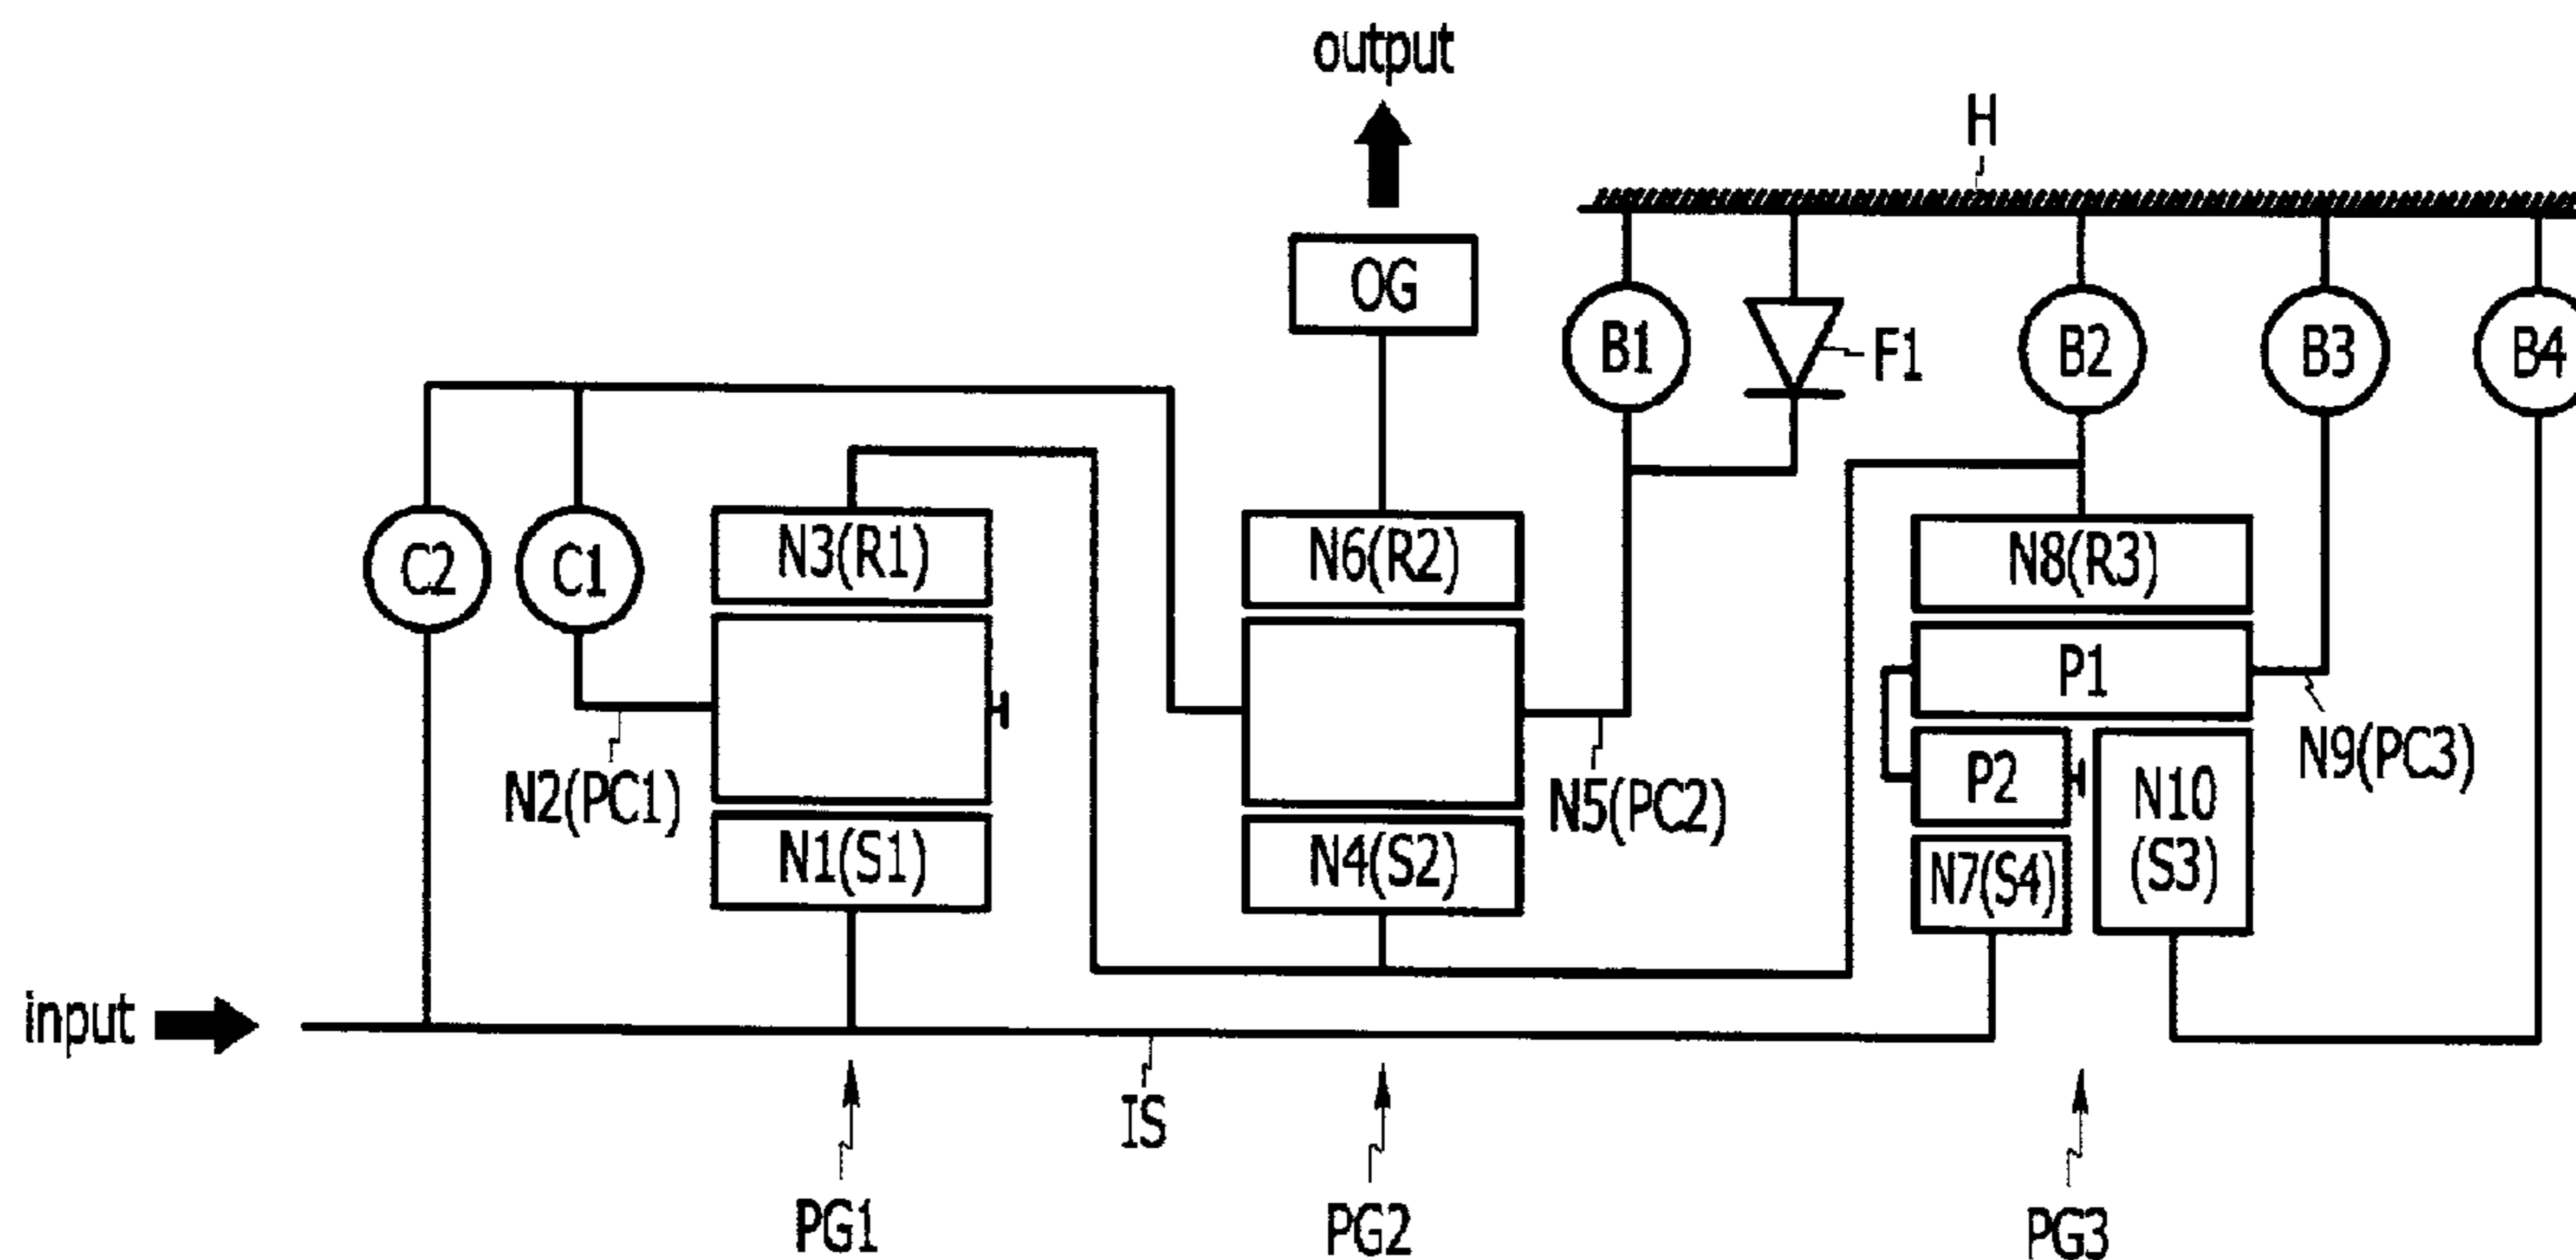 output
H
OG
B1
F1
B2
B3
B4
C2
C1
N3(R1)
N6(R2)
N8(R3)
P1
N2(PC1)
N5(PC2)
P2
N10
(S3)
N9(PC3)
N1(S1)
N4(S2)
N7(S4)
input
IS
PG1
PG2
PG3